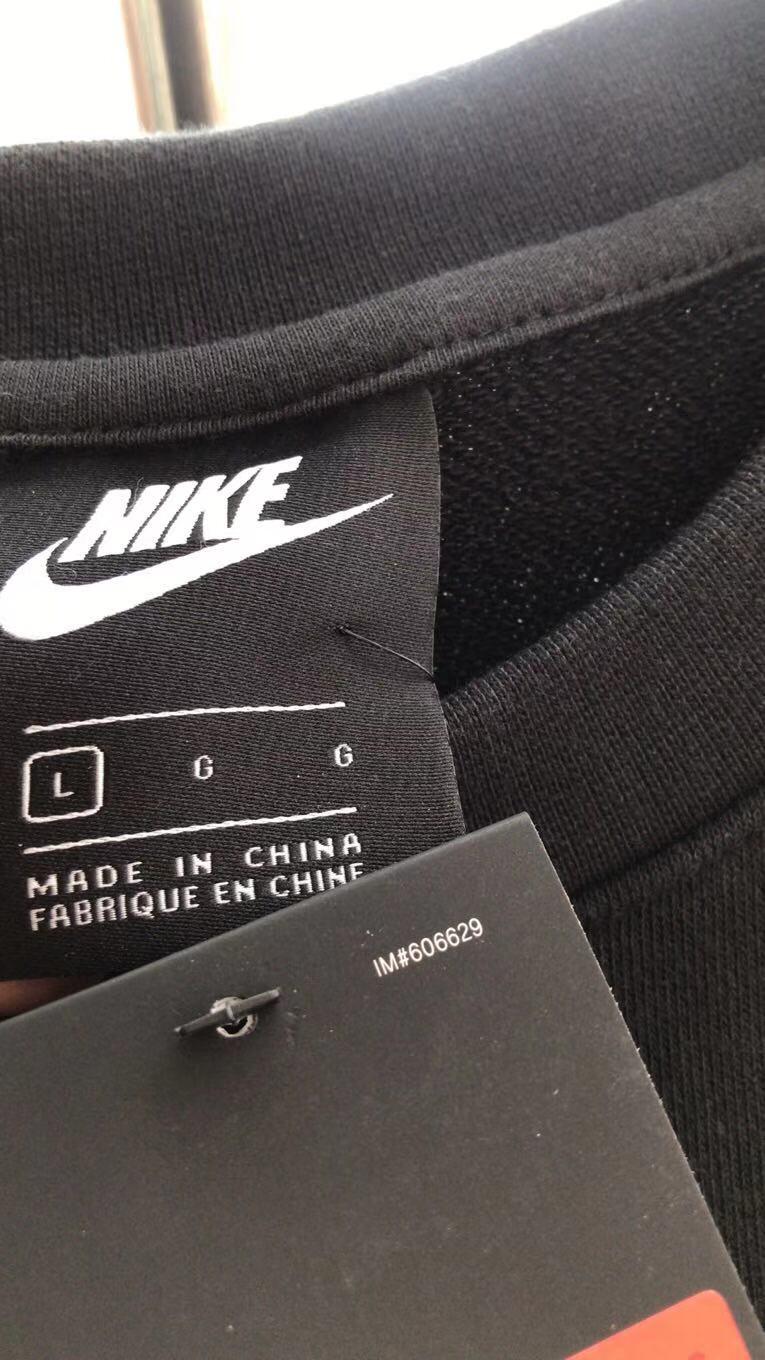 NIKE
L G G
MADE IN CHINA
FABRIQUE EN CHINE
IM#606629